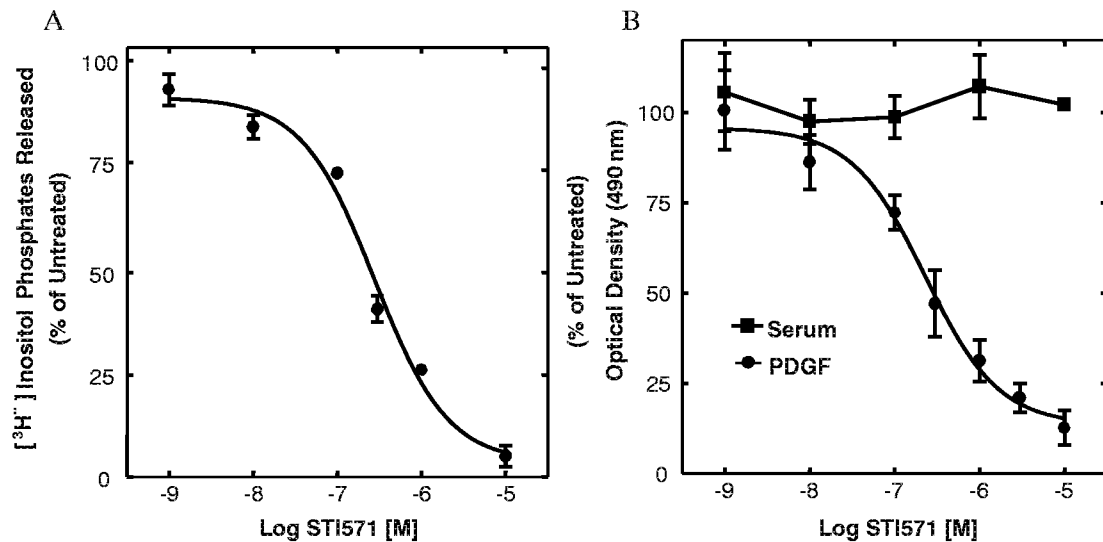 A
[³H¨]Inositol Phosphates Released
(% of Untreated)
100
75
50
25
0
-9 -8 -7 -6 -5
Log STI571 [M]
B
(% of Untreated)
Optical Density (490 nm)
100
75
50
25
0
Serum
PDGF
-9 -8 -7 -6 -5
Log STI571 [M]